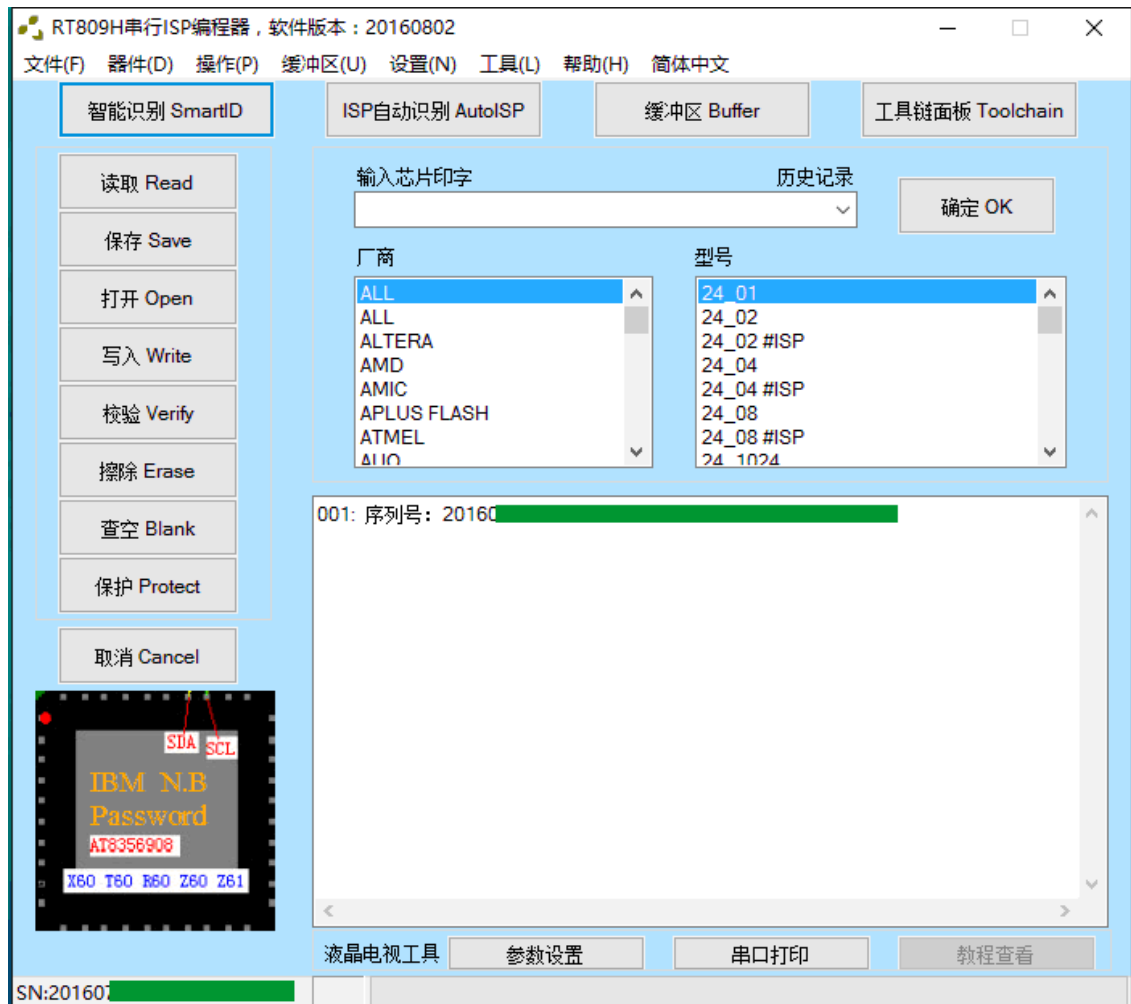 RT809H串行ISP编程器，软件版本：20160802
文件(F) 器件(D) 操作(P) 缓冲区(U) 设置(N) 工具(L) 帮助(H) 简体中文
智能识别 SmartID ISP自动识别 AutoISP 缓冲区 Buffer 工具链面板 Toolchain
读取 Read
保存 Save
打开 Open
写入 Write
校验 Verify
擦除 Erase
查空 Blank
保护 Protect
取消 Cancel
输入芯片印字 历史记录
确定 OK
厂商
ALL
ALL
ALTERA
AMD
AMIC
APLUS FLASH
ATMEL
AUO
型号
24_01
24_02
24_02 #ISP
24_04
24_04 #ISP
24_08
24_08 #ISP
24_1024
001: 序列号：20160
SDA SCL
IBM N.B
Password
AT8356908
X60 T60 R60 Z60 Z61
液晶电视工具 参数设置 串口打印 教程查看
SN:201607